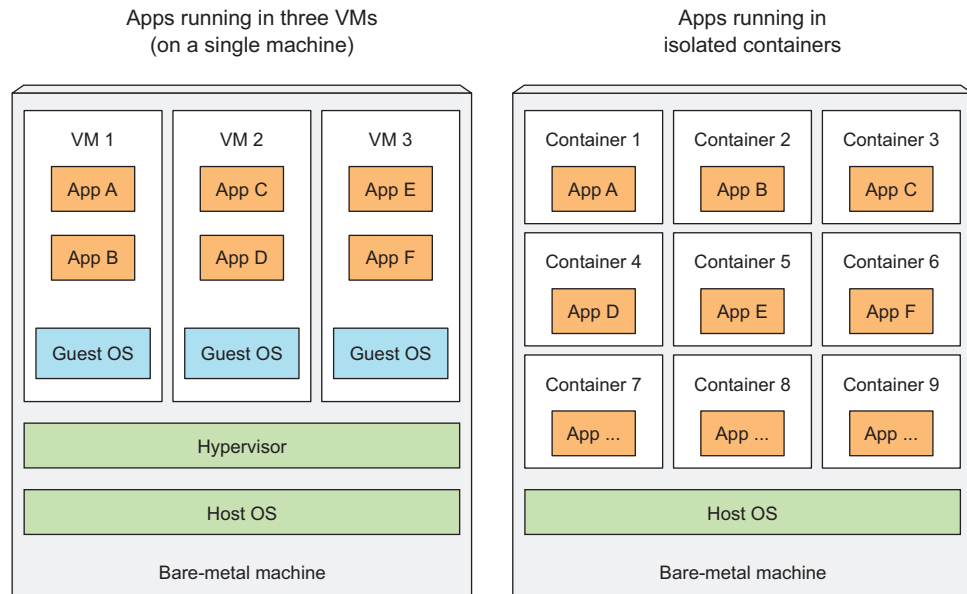 Apps running in three VMs
(on a single machine)
VM 1
VM 2
VM 3
App A
App C
App E
App B
App D
App F
Guest OS
Guest OS
Guest OS
Hypervisor
Host OS
Bare-metal machine
Apps running in
isolated containers
Container 1
Container 2
Container 3
App A
App B
App C
Container 4
Container 5
Container 6
App D
App E
App F
Container 7
Container 8
Container 9
App ...
App ...
App ...
Host OS
Bare-metal machine